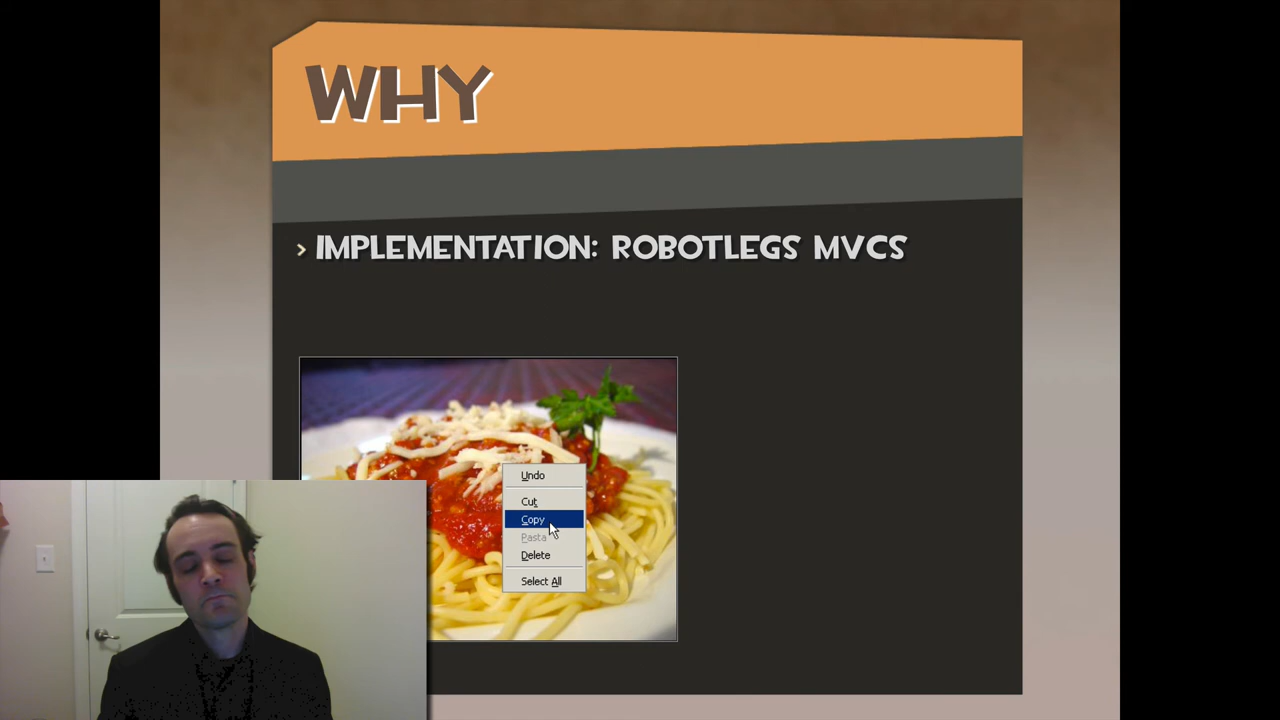 WHY
› IMPLEMENTATION: ROBOTLEGS MVCS
Undo
Cut
Copy
Pasta
Delete
Select All